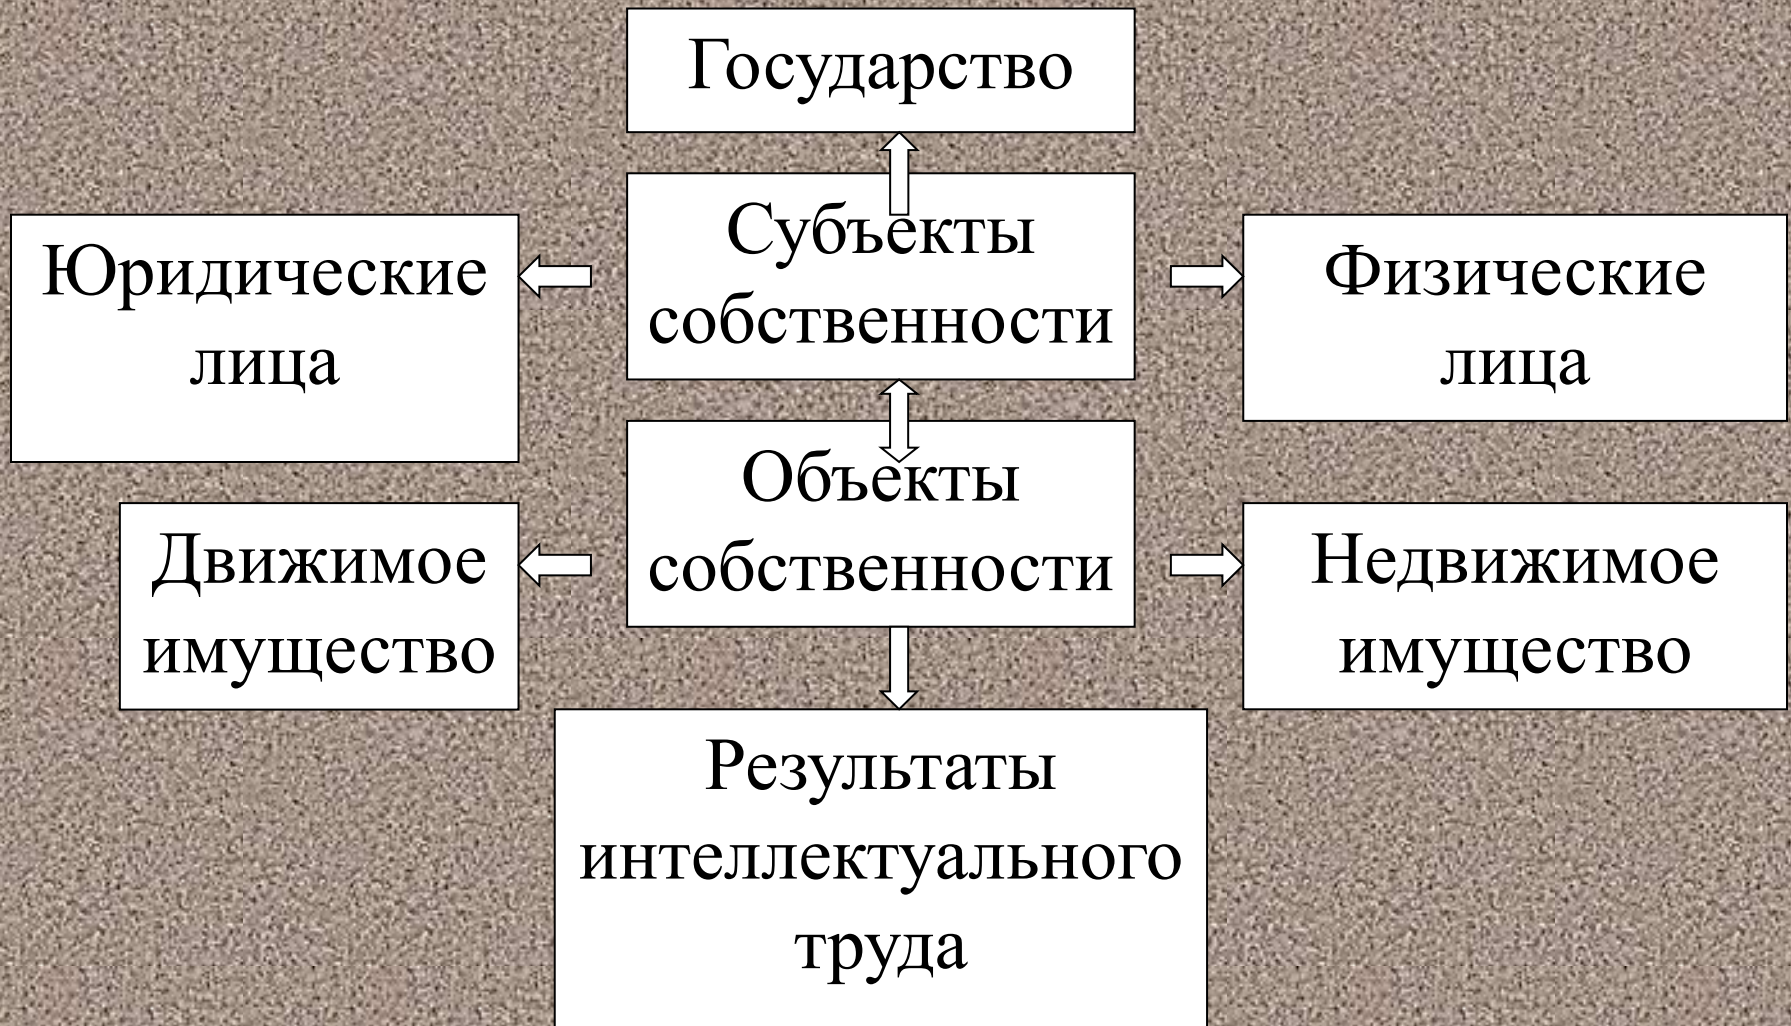 Государство
Субъекты
собственности
Юридические
лица
Физические
лица
Объекты
собственности
Движимое
имущество
Недвижимое
имущество
Результаты
интеллектуального
труда